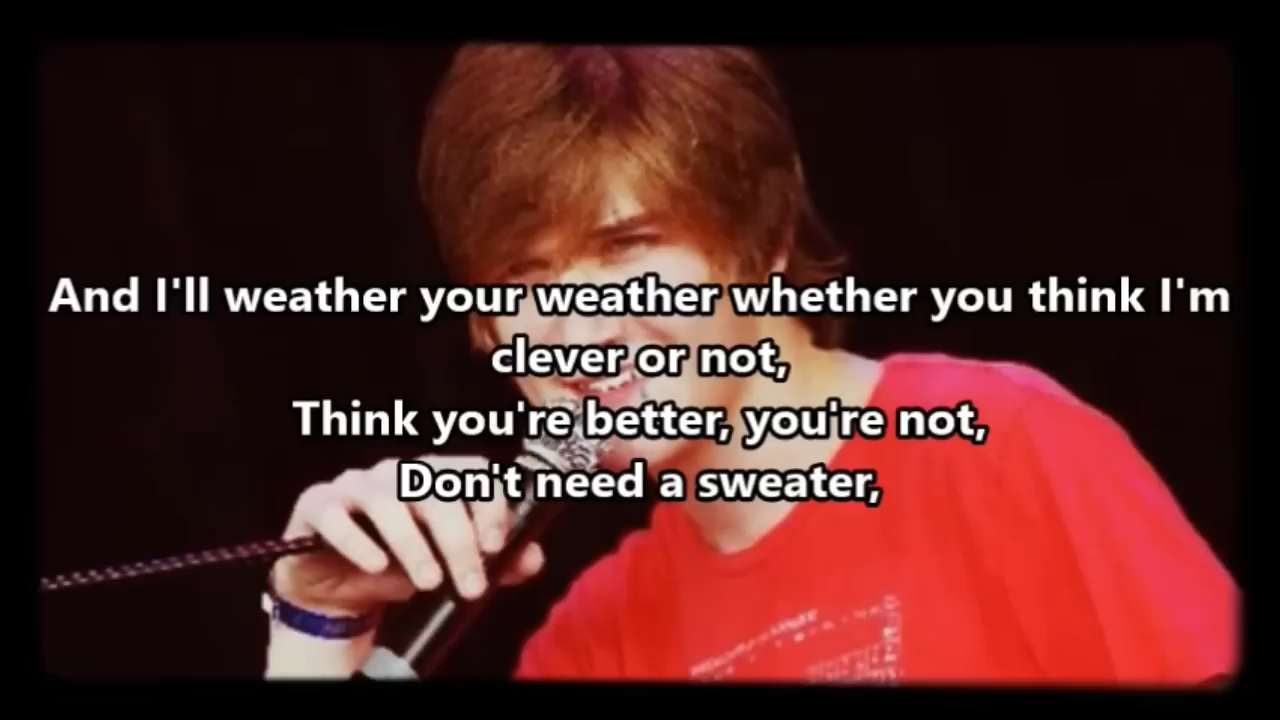 And I'll weather your weather whether you think I'm
clever or not,
Think you're better, you're not,
Don't need a sweater,